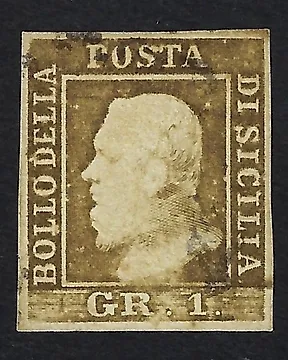 BOLLO DELLA
POSTA
DI SICILIA
GR. 1.